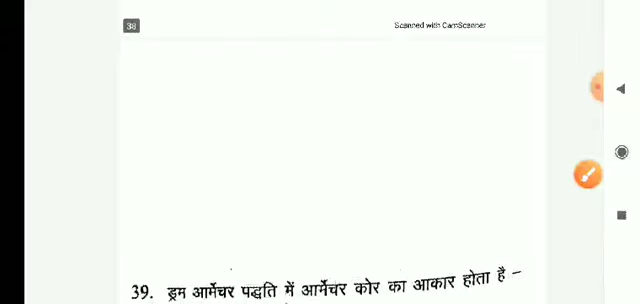 38
Scanned with CamScanner
39. ड्रम आर्मेचर पद्धति में आर्मेचर कोर का आकार होता है –